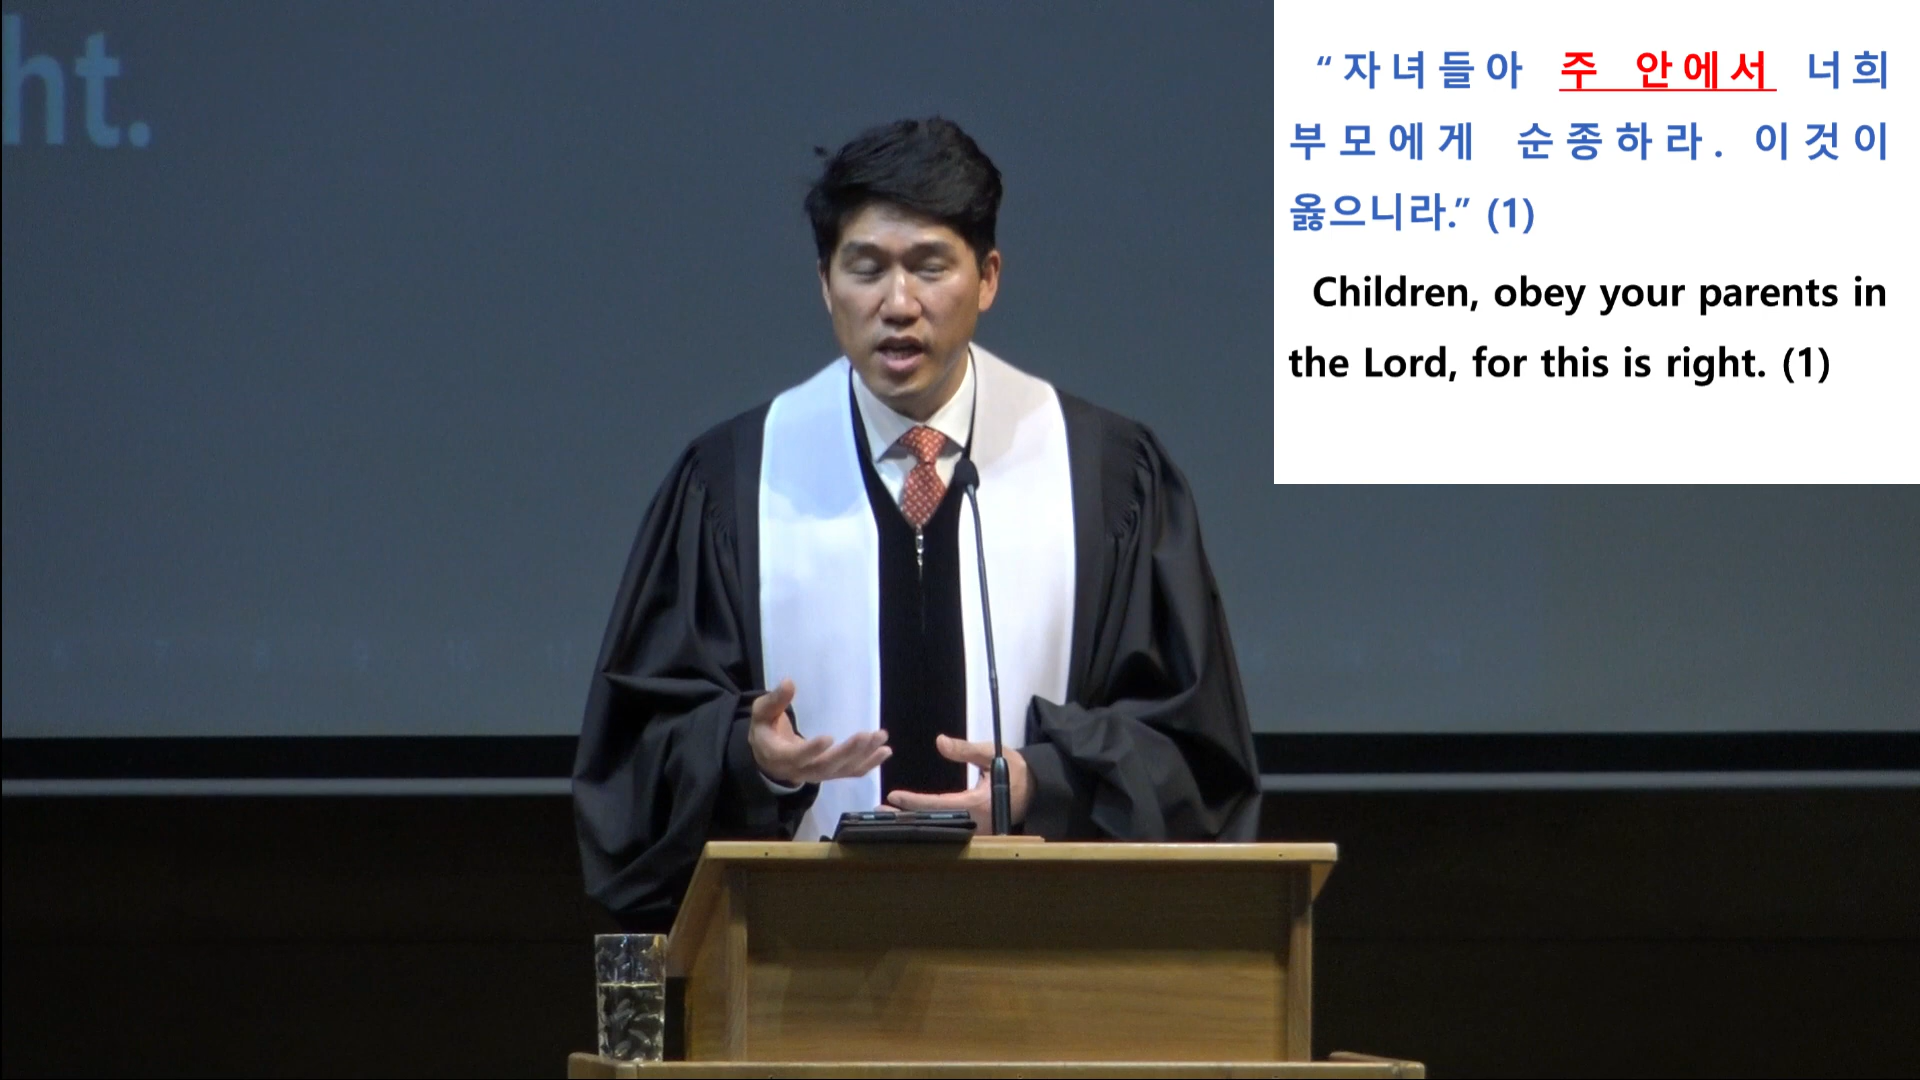 ht.
“자녀들아 주 안에서 너희
부모에게 순종하라. 이것이
옳으니라.” (1)
Children, obey your parents in
the Lord, for this is right. (1)